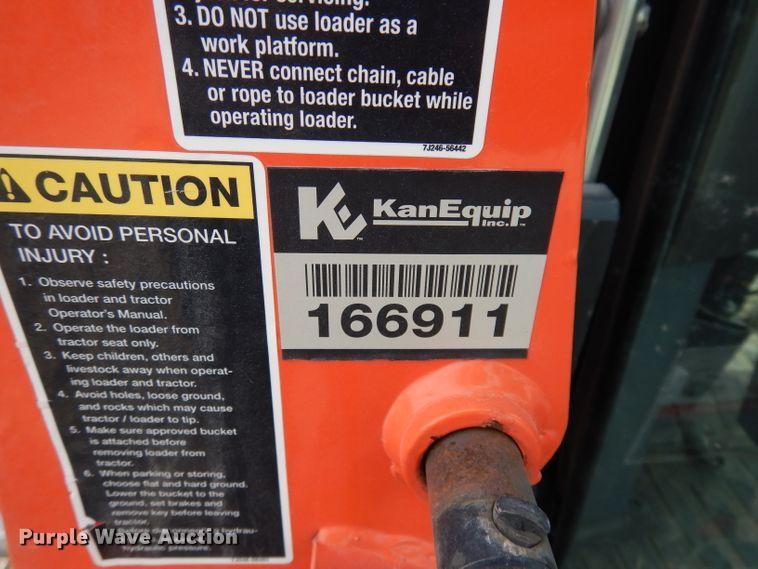 3. DO NOT use loader as a
work platform.
4. NEVER connect chain, cable
or rope to loader bucket while
operating loader.
7J246-56442
CAUTION
TO AVOID PERSONAL
INJURY :
1. Observe safety precautions
in loader and tractor
Operator's Manual.
2. Operate the loader from
tractor seat only.
3. Keep children, others and
livestock away when operat-
ing loader and tractor.
4. Avoid holes, loose ground,
and rocks which may cause
tractor / loader to tip.
5. Make sure approved bucket
is attached before
removing loader from
tractor.
6. When parking or storing,
choose flat and hard ground.
Lower the bucket to the
ground, set brakes and
remove key before leaving
tractor.
hydraulic pressure.
KE
KanEquip
Inc.
166911
Purple Wave Auction